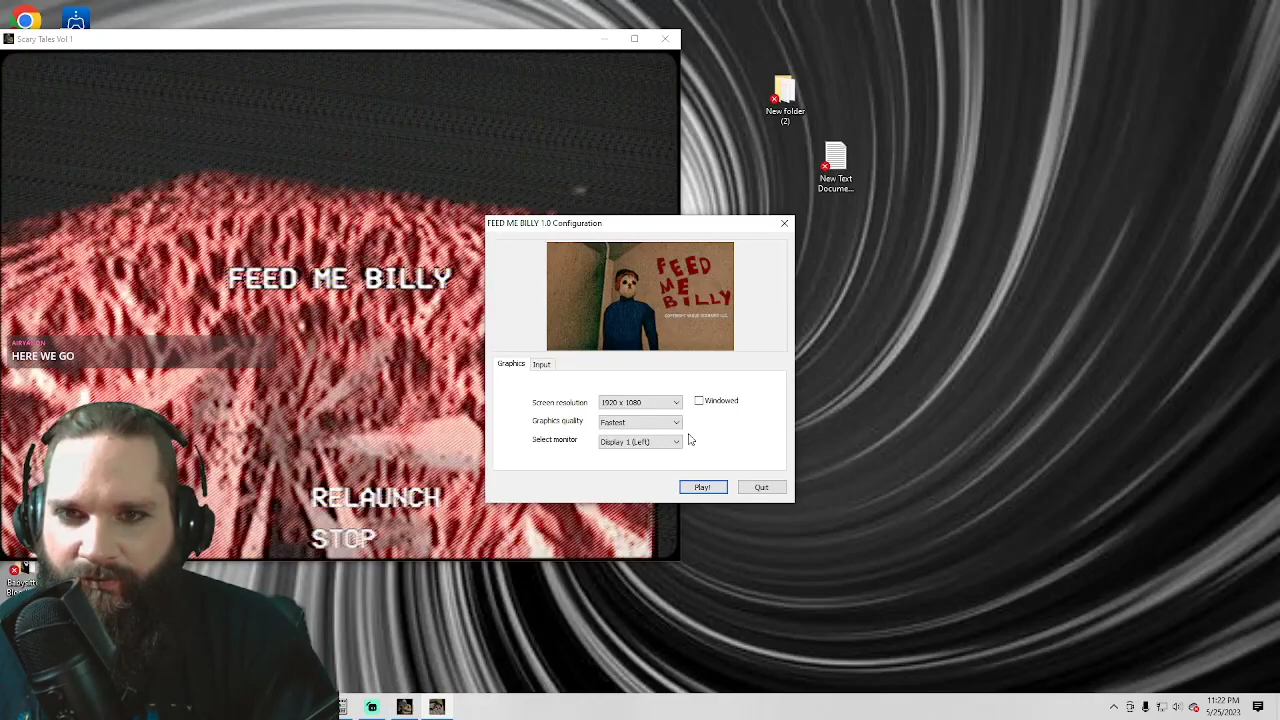 Scary Tales Vol 1
New folder
(2)
New Text
Docume...
FEED ME BILLY 1.0 Configuration
FEED
ME
BILLY
FEED ME BILLY
AIRYANON
HERE WE GO
Graphics
Input
Screen resolution
1920 x 1080
Windowed
Graphics quality
Fastest
Select monitor
Display 1 (Left)
Play!
Quit
RELAUNCH
STOP
11:22 PM
5/25/2023